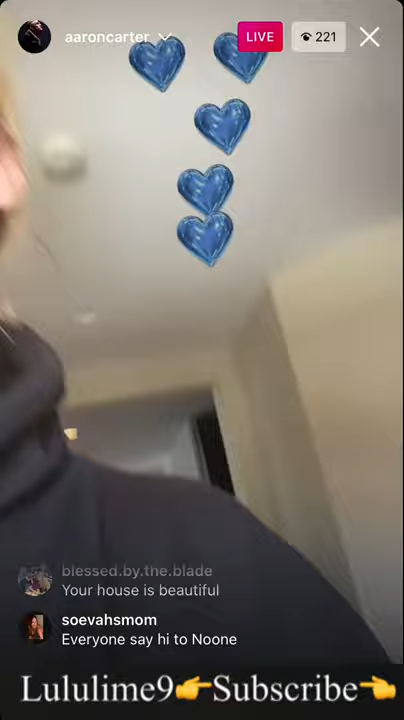 aaroncarter
LIVE
221
blessed.by.the.blade
Your house is beautiful
soevahsmom
Everyone say hi to Noone
Lululime9👉Subscribe👈